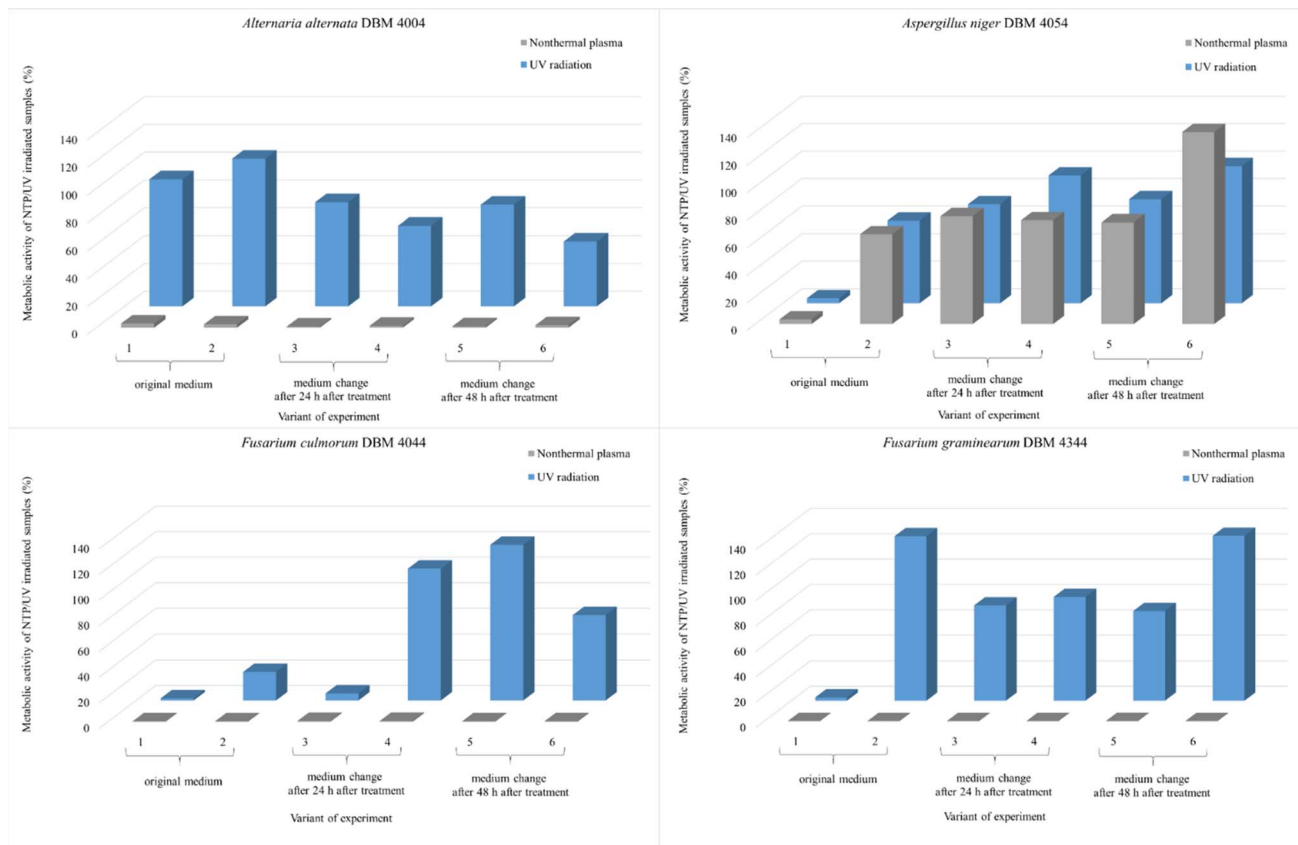 Alternaria alternata DBM 4004
Nonthermal plasma
UV radiation
Metabolic activity of NTP/UV irradiated samples (%)
140
120
100
80
60
40
20
0
1 2 3 4 5 6
original medium
medium change
after 24 h after treatment
medium change
after 48 h after treatment
Variant of experiment
Aspergillus niger DBM 4054
Nonthermal plasma
UV radiation
Metabolic activity of NTP/UV irradiated samples (%)
140
120
100
80
60
40
20
0
1 2 3 4 5 6
original medium
medium change
after 24 h after treatment
medium change
after 48 h after treatment
Variant of experiment
Fusarium culmorum DBM 4044
Nonthermal plasma
UV radiation
Metabolic activity of NTP/UV irradiated samples (%)
140
120
100
80
60
40
20
0
1 2 3 4 5 6
original medium
medium change
after 24 h after treatment
medium change
after 48 h after treatment
Variant of experiment
Fusarium graminearum DBM 4344
Nonthermal plasma
UV radiation
Metabolic activity of NTP/UV irradiated samples (%)
140
120
100
80
60
40
20
0
1 2 3 4 5 6
original medium
medium change
after 24 h after treatment
medium change
after 48 h after treatment
Variant of experiment